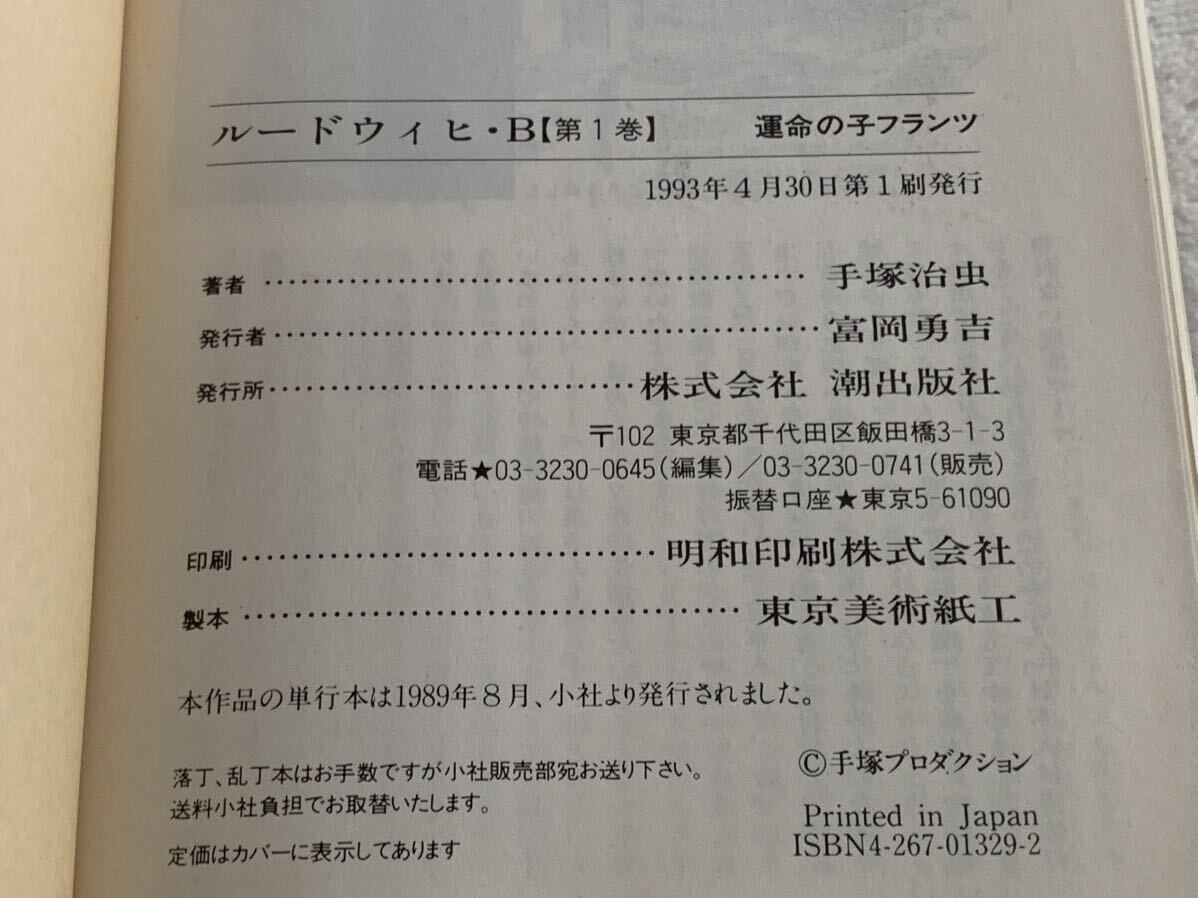 ルードウィヒ・B【第1巻】 運命の子フランツ
1993年4月30日第1刷発行
著者………………………………………手塚治虫
発行者……………………………………富岡勇吉
発行所…………………………株式会社 潮出版社
〒102 東京都千代田区飯田橋3-1-3
電話★03-3230-0645(編集)/03-3230-0741(販売)
振替口座★東京5-61090
印刷……………………………明和印刷株式会社
製本…………………………………東京美術紙工
本作品の単行本は1989年8月、小社より発行されました。
落丁、乱丁本はお手数ですが小社販売部宛お送り下さい。
送料小社負担でお取替いたします。
定価はカバーに表示してあります
©手塚プロダクション
Printed in Japan
ISBN4-267-01329-2